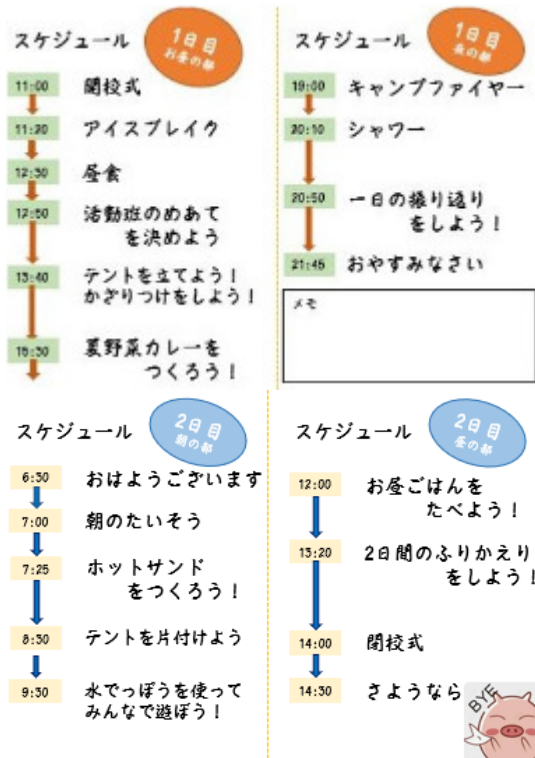 スケジュール
1日目
お昼の部
11:00 開校式
11:20 アイスブレイク
12:30 昼食
12:50 活動班のめあて
を決めよう
13:40 テントを立てよう！
かざりつけをしよう！
15:30 夏野菜カレーを
つくろう！
スケジュール
1日目
夜の部
19:00 キャンプファイヤー
20:10 シャワー
20:50 一日の振り返り
をしよう！
21:45 おやすみなさい
メモ
スケジュール
2日目
朝の部
6:30 おはようございます
7:00 朝のたいそう
7:25 ホットサンド
をつくろう！
8:30 テントを片付けよう
9:30 水でっぽうを使って
みんなで遊ぼう！
スケジュール
2日目
昼の部
12:00 お昼ごはんを
たべよう！
13:20 2日間のふりかえり
をしよう！
14:00 閉校式
14:30 さようなら
BYE